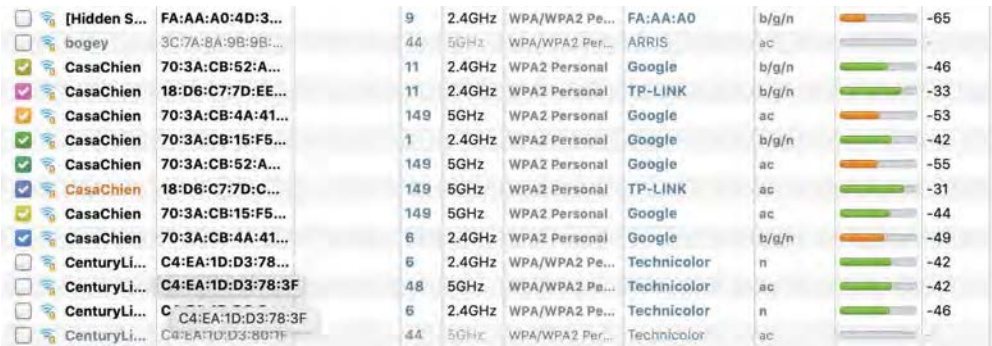 [Hidden S... FA:AA:A0:4D:3... 9 2.4GHz WPA/WPA2 Pe... FA:AA:A0 b/g/n -65
bogey 3C:7A:8A:9B:9B:... 44 5GHz WPA/WPA2 Per... ARRIS ac
CasaChien 70:3A:CB:52:A... 11 2.4GHz WPA2 Personal Google b/g/n -46
CasaChien 18:D6:C7:7D:EE... 11 2.4GHz WPA2 Personal TP-LINK b/g/n -33
CasaChien 70:3A:CB:4A:41... 149 5GHz WPA2 Personal Google ac -53
CasaChien 70:3A:CB:15:F5... 1 2.4GHz WPA2 Personal Google b/g/n -42
CasaChien 70:3A:CB:52:A... 149 5GHz WPA2 Personal Google ac -55
CasaChien 18:D6:C7:7D:C... 149 5GHz WPA2 Personal TP-LINK ac -31
CasaChien 70:3A:CB:15:F5... 149 5GHz WPA2 Personal Google ac -44
CasaChien 70:3A:CB:4A:41... 6 2.4GHz WPA2 Personal Google b/g/n -49
CenturyLi... C4:EA:1D:D3:78... 6 2.4GHz WPA/WPA2 Pe... Technicolor n -42
CenturyLi... C4:EA:1D:D3:78:3F 48 5GHz WPA/WPA2 Pe... Technicolor ac -42
CenturyLi... C4:EA:1D:D3:78:3F 6 2.4GHz WPA/WPA2 Pe... Technicolor n -46
CenturyLi... C4:EA:1D:D3:80:1F 44 5GHz WPA/WPA2 Per... Technicolor ac